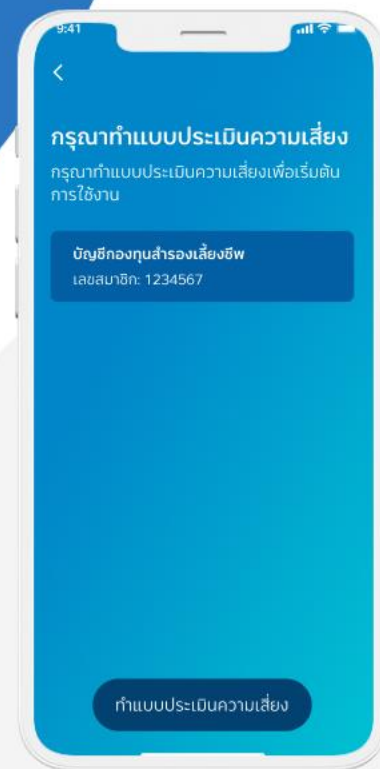 9:41
กรุณาทำแบบประเมินความเสี่ยง
กรุณาทำแบบประเมินความเสี่ยงเพื่อเริ่มต้น
การใช้งาน
บัญชีกองทุนสำรองเลี้ยงชีพ
เลขสมาชิก: 1234567
ทำแบบประเมินความเสี่ยง